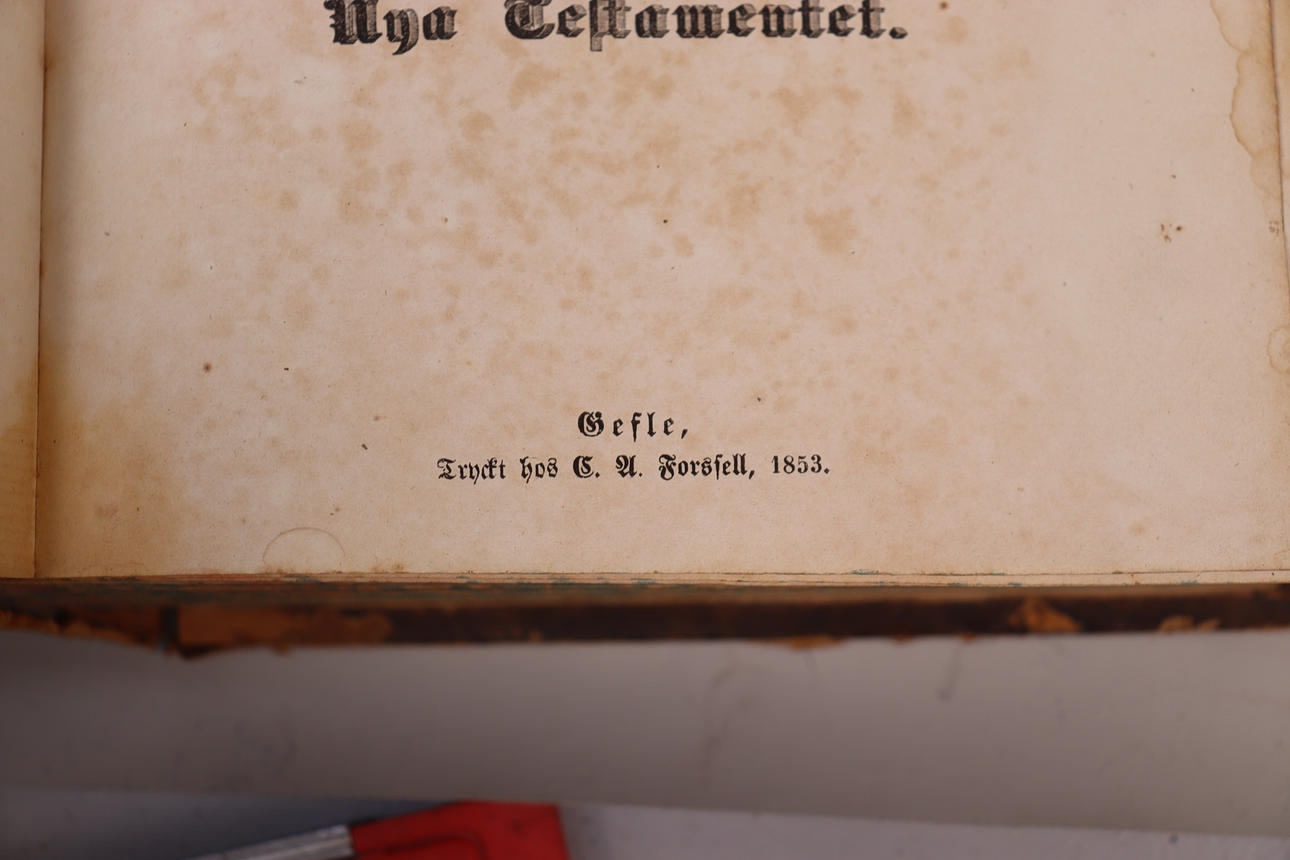 Nya Testamentet.
Gefle,
Tryckt hos C. A. Forssell, 1853.